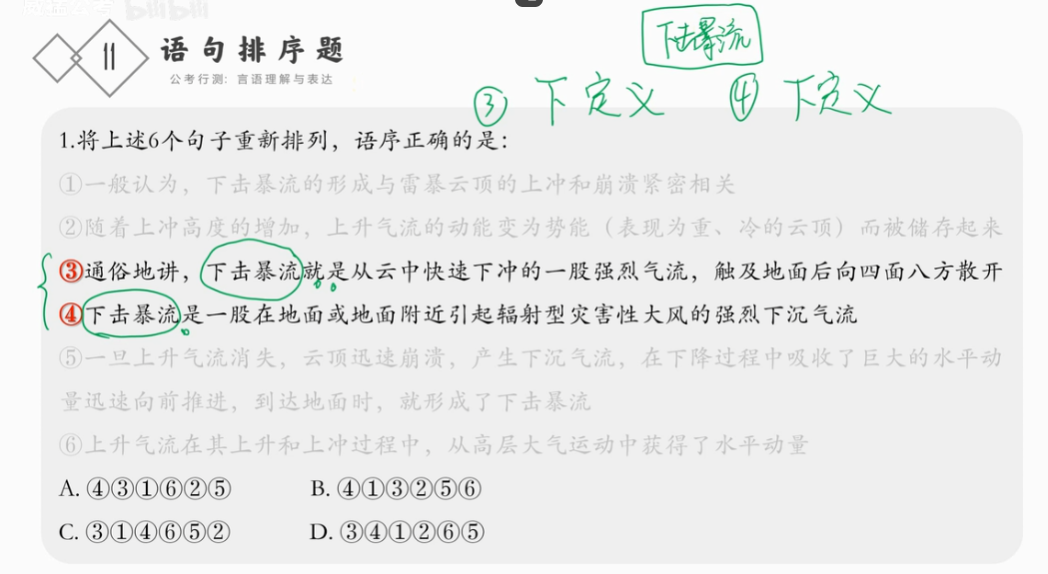 11
语句排序题
公考行测: 言语理解与表达
下击暴流
③ 下定义 ④ 下定义
1.将上述6个句子重新排列，语序正确的是：
①一般认为，下击暴流的形成与雷暴云顶的上冲和崩溃紧密相关
②随着上冲高度的增加，上升气流的动能变为势能（表现为重、冷的云顶）而被储存起来
③通俗地讲，下击暴流就是从云中快速下冲的一股强烈气流，触及地面后向四面八方散开
④下击暴流是一股在地面或地面附近引起辐射型灾害性大风的强烈下沉气流
⑤一旦上升气流消失，云顶迅速崩溃，产生下沉气流，在下降过程中吸收了巨大的水平动
量迅速向前推进，到达地面时，就形成了下击暴流
⑥上升气流在其上升和上冲过程中，从高层大气运动中获得了水平动量
A. ④③①⑥②⑤ B. ④①③②⑤⑥
C. ③①④⑥⑤② D. ③④①②⑥⑤